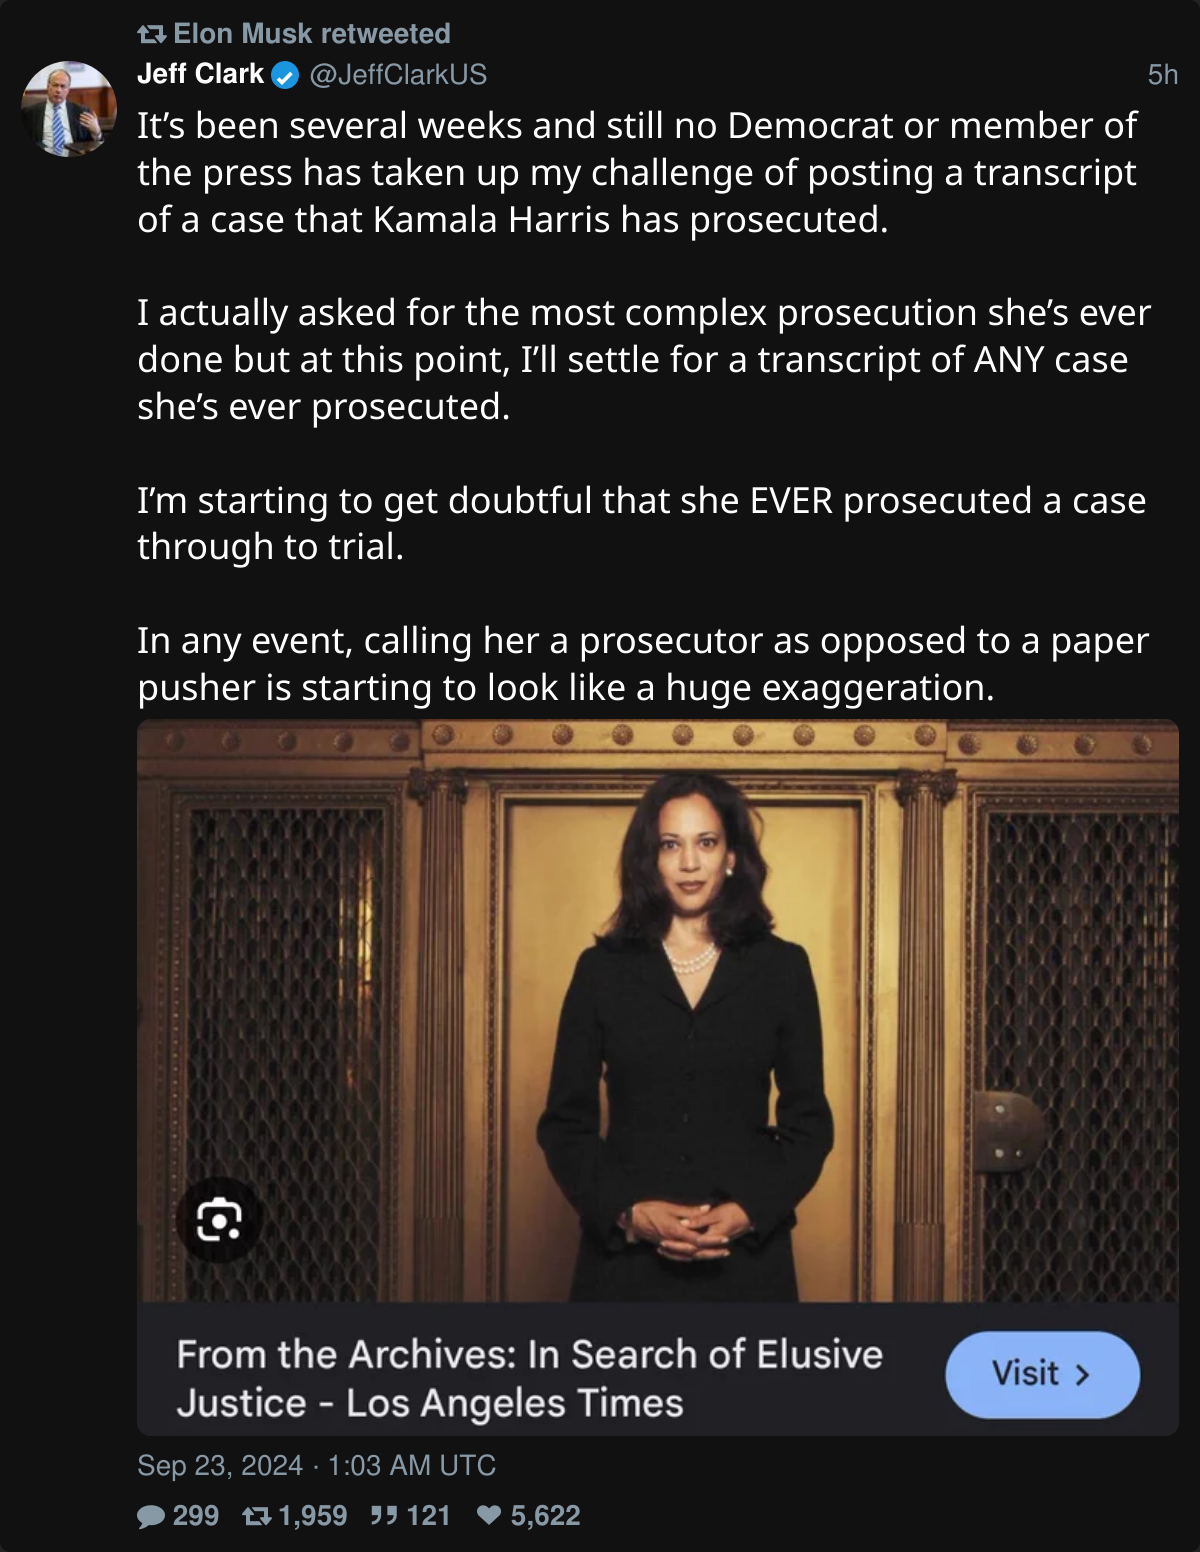 Elon Musk retweeted
Jeff Clark @JeffClarkUS 5h
It’s been several weeks and still no Democrat or member of
the press has taken up my challenge of posting a transcript
of a case that Kamala Harris has prosecuted.
I actually asked for the most complex prosecution she’s ever
done but at this point, I’ll settle for a transcript of ANY case
she’s ever prosecuted.
I’m starting to get doubtful that she EVER prosecuted a case
through to trial.
In any event, calling her a prosecutor as opposed to a paper
pusher is starting to look like a huge exaggeration.
From the Archives: In Search of Elusive
Justice - Los Angeles Times
Visit >
Sep 23, 2024 · 1:03 AM UTC
299 1,959 121 5,622